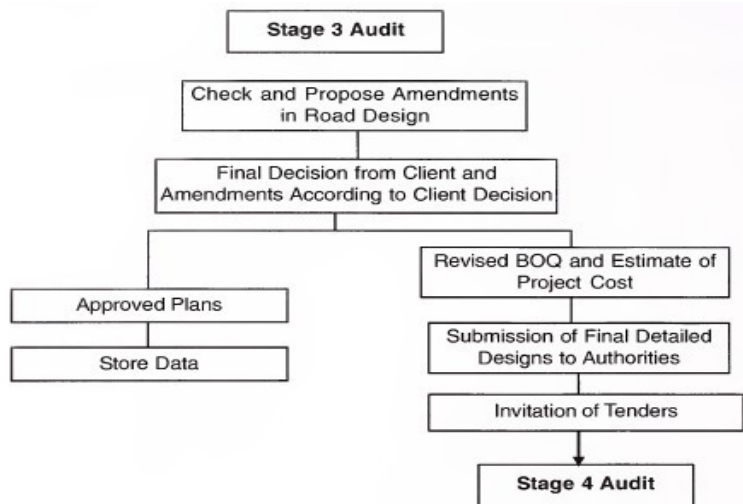 Stage 3 Audit
Check and Propose Amendments
in Road Design
Final Decision from Client and
Amendments According to Client Decision
Approved Plans
Store Data
Revised BOQ and Estimate of
Project Cost
Submission of Final Detailed
Designs to Authorities
Invitation of Tenders
Stage 4 Audit